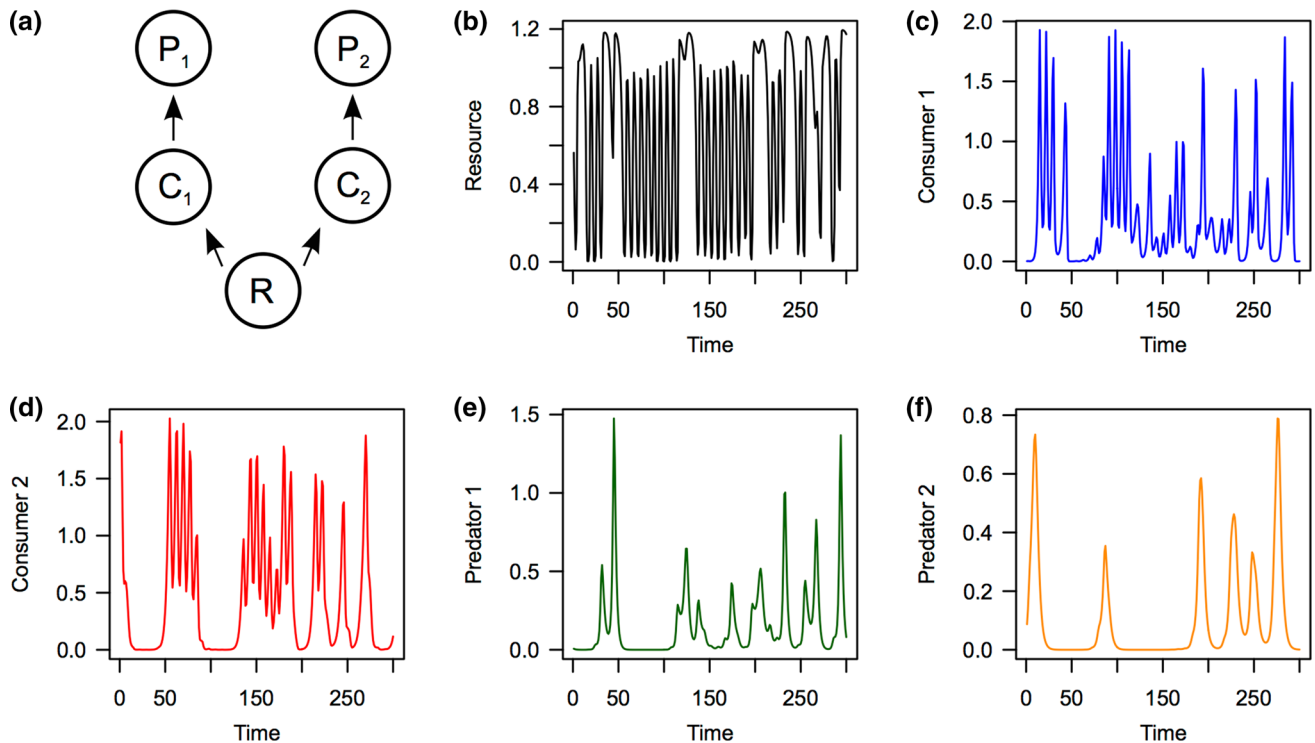 (a)
P1 P2
C1 C2
R
(b)
Resource
1.2
0.8
0.4
0.0
0 50 150 250
Time
(c)
Consumer 1
2.0
1.5
1.0
0.5
0.0
0 50 150 250
Time
(d)
Consumer 2
2.0
1.5
1.0
0.5
0.0
0 50 150 250
Time
(e)
Predator 1
1.5
1.0
0.5
0.0
0 50 150 250
Time
(f)
Predator 2
0.8
0.6
0.4
0.2
0.0
0 50 150 250
Time